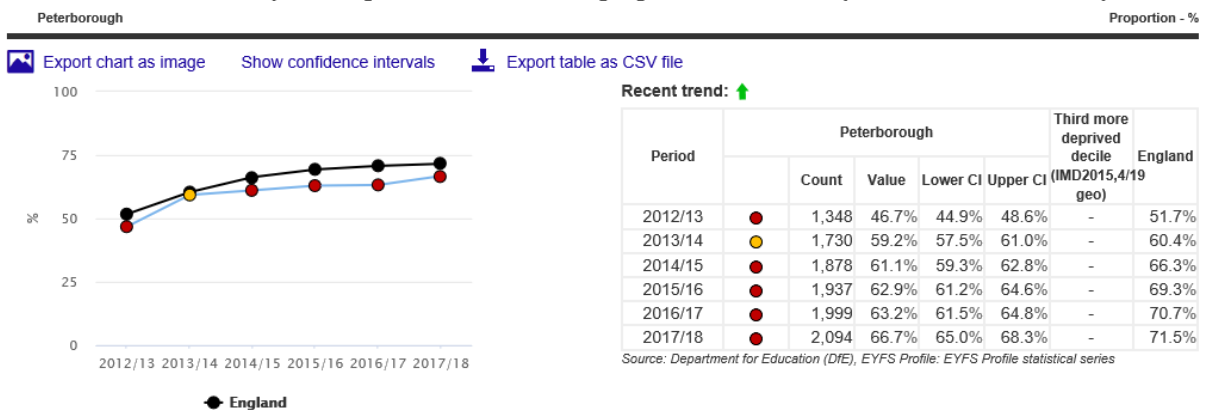 Peterborough Proportion - %
Export chart as image Show confidence intervals Export table as CSV file
100
75
50
25
0
%
2012/13 2013/14 2014/15 2015/16 2016/17 2017/18
England
Recent trend:
Period Peterborough Third more deprived decile (IMD2015,4/19 geo) England
Count Value Lower CI Upper CI
2012/13 1,348 46.7% 44.9% 48.6% - 51.7%
2013/14 1,730 59.2% 57.5% 61.0% - 60.4%
2014/15 1,878 61.1% 59.3% 62.8% - 66.3%
2015/16 1,937 62.9% 61.2% 64.6% - 69.3%
2016/17 1,999 63.2% 61.5% 64.8% - 70.7%
2017/18 2,094 66.7% 65.0% 68.3% - 71.5%
Source: Department for Education (DfE), EYFS Profile: EYFS Profile statistical series